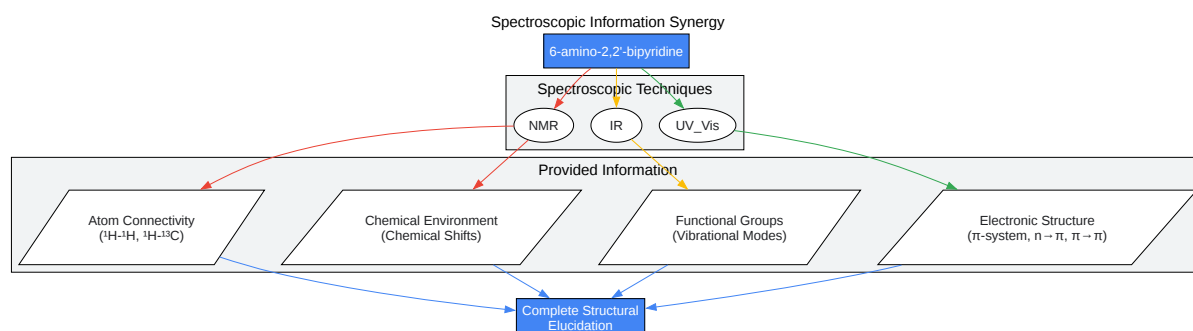 Spectroscopic Information Synergy
6-amino-2,2'-bipyridine
Spectroscopic Techniques
NMR
IR
UV_Vis
Provided Information
Atom Connectivity
(¹H-¹H, ¹H-¹³C)
Chemical Environment
(Chemical Shifts)
Functional Groups
(Vibrational Modes)
Electronic Structure
(π-system, n→π, π→π)
Complete Structural
Elucidation